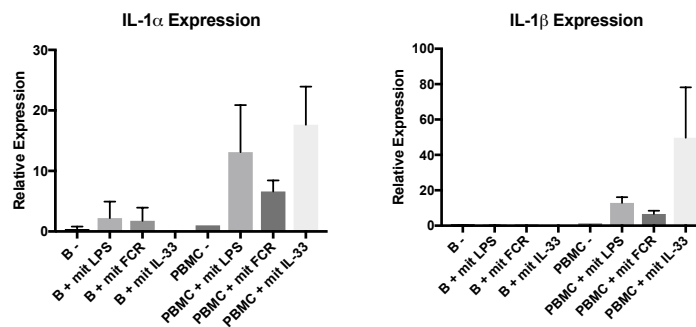 IL-1α Expression
Relative Expression
30
20
10
0
B -
B + mit LPS
B + mit FCR
B + mit IL-33
PBMC -
PBMC + mit LPS
PBMC + mit FCR
PBMC + mit IL-33
IL-1β Expression
Relative Expression
100
80
60
40
20
0
B -
B + mit LPS
B + mit FCR
B + mit IL-33
PBMC -
PBMC + mit LPS
PBMC + mit FCR
PBMC + mit IL-33